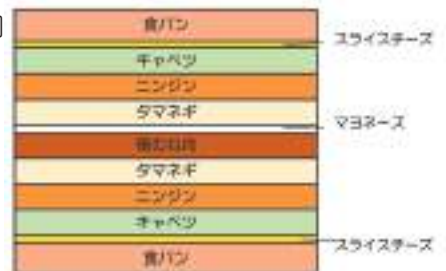 食パン
スライスチーズ
キャベツ
ニンジン
タマネギ
マヨネーズ
タマネギ
ニンジン
キャベツ
スライスチーズ
食パン